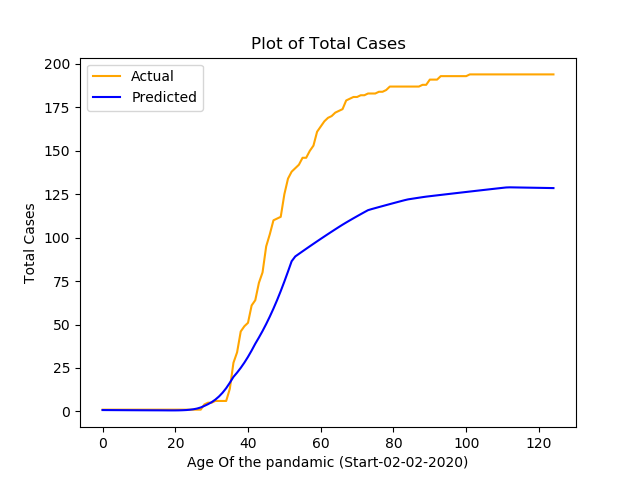 Plot of Total Cases
Actual
Predicted
200
175
150
125
100
75
50
25
0
Total Cases
0 20 40 60 80 100 120
Age Of the pandamic (Start-02-02-2020)